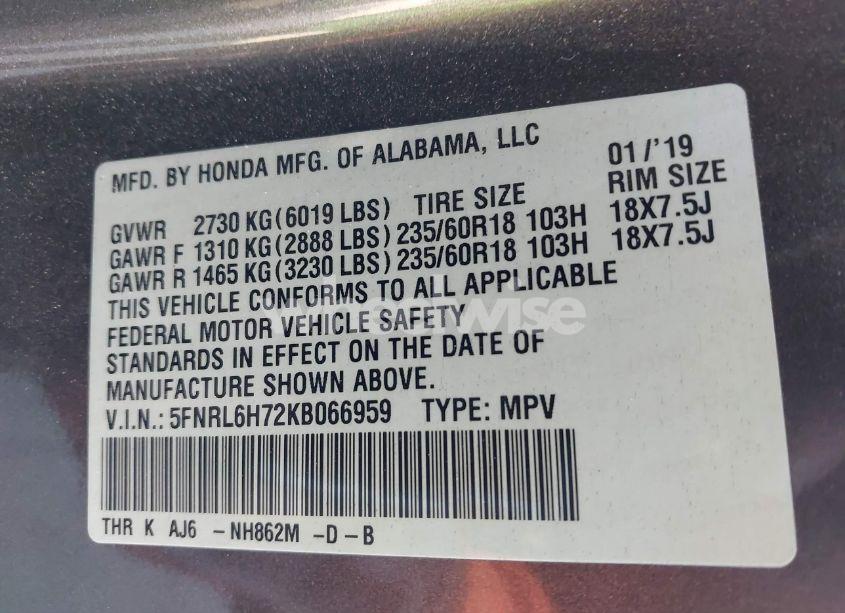 MFD. BY HONDA MFG. OF ALABAMA, LLC 01/'19
GVWR 2730 KG(6019 LBS) TIRE SIZE RIM SIZE
GAWR F 1310 KG(2888 LBS) 235/60R18 103H 18X7.5J
GAWR R 1465 KG(3230 LBS) 235/60R18 103H 18X7.5J
THIS VEHICLE CONFORMS TO ALL APPLICABLE
FEDERAL MOTOR VEHICLE SAFETY
STANDARDS IN EFFECT ON THE DATE OF
MANUFACTURE SHOWN ABOVE.
V.I.N.: 5FNRL6H72KB066959 TYPE: MPV
THR K AJ6 -NH862M -D-B
wheelwise